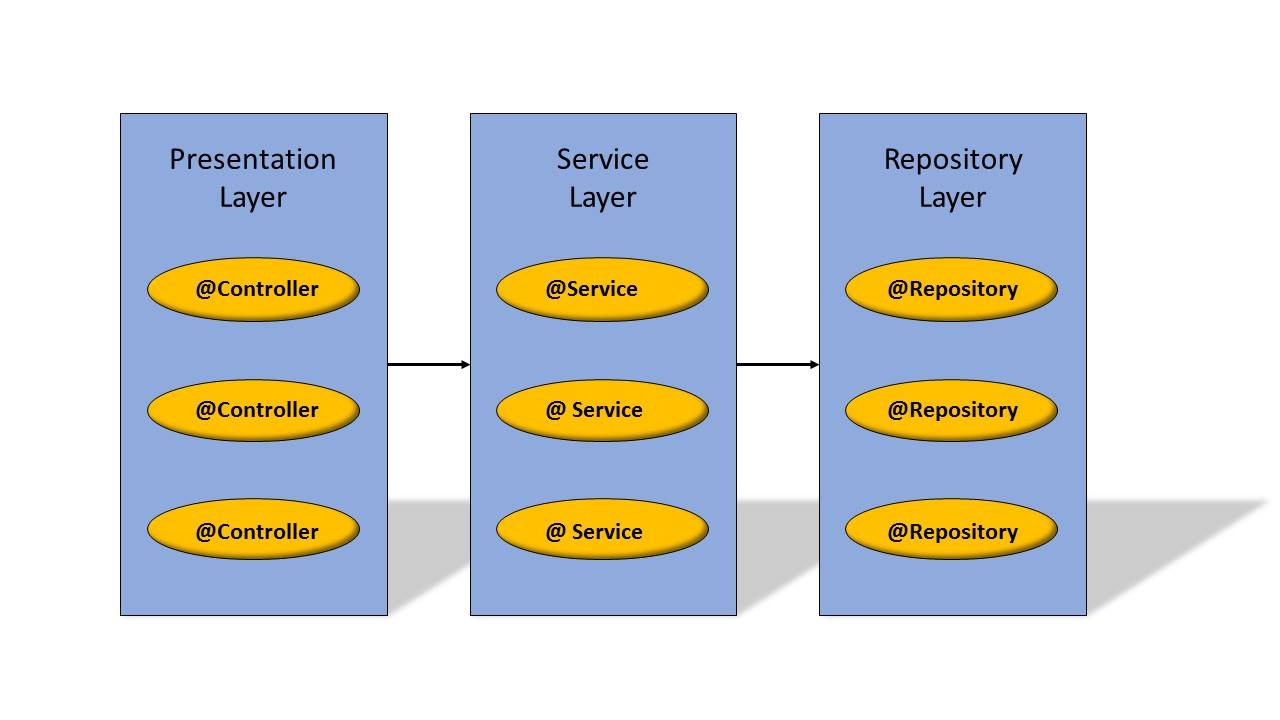 Presentation
Layer
@Controller
@Controller
@Controller
Service
Layer
@Service
@ Service
@ Service
Repository
Layer
@Repository
@Repository
@Repository